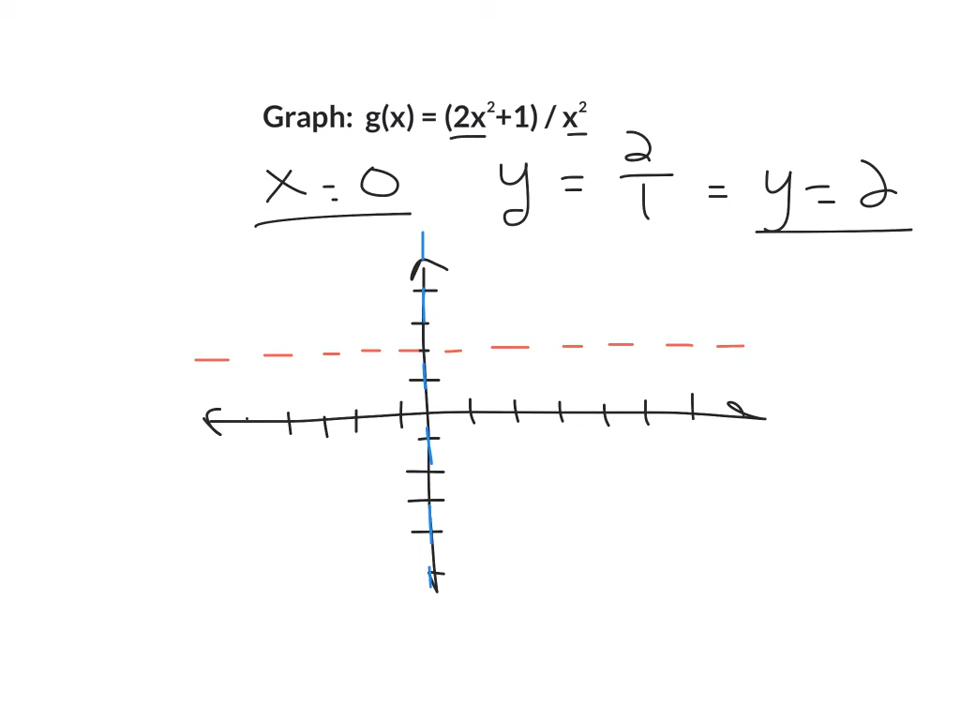 Graph: g(x) = (2x²+1) / x²
x = 0 y = 2/1 = y = 2